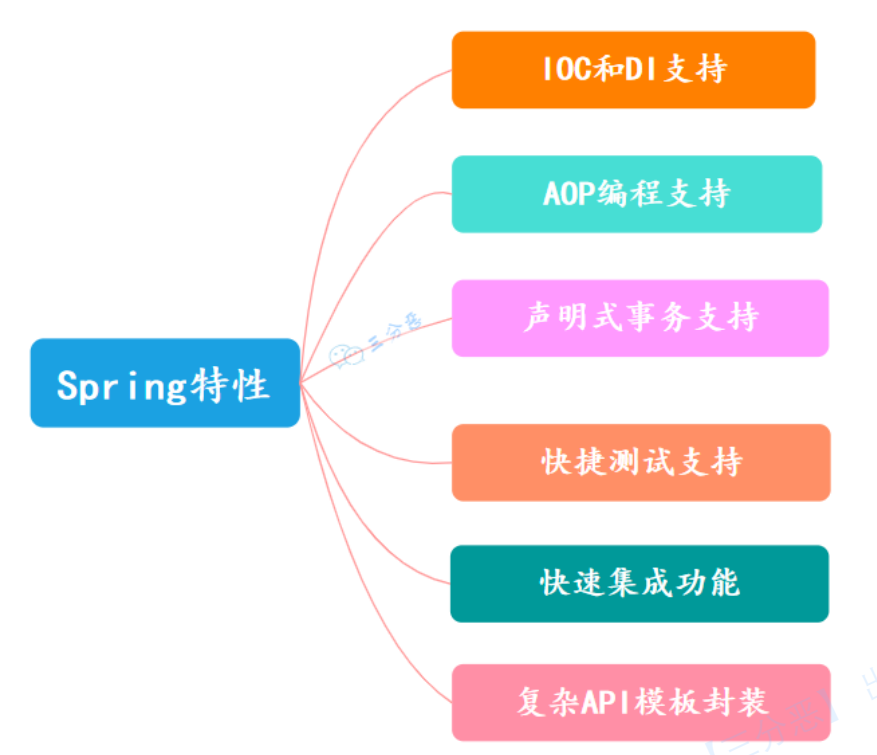 IOC和DI支持
AOP编程支持
声明式事务支持
三分恶
Spring特性
快捷测试支持
快速集成功能
复杂API模板封装